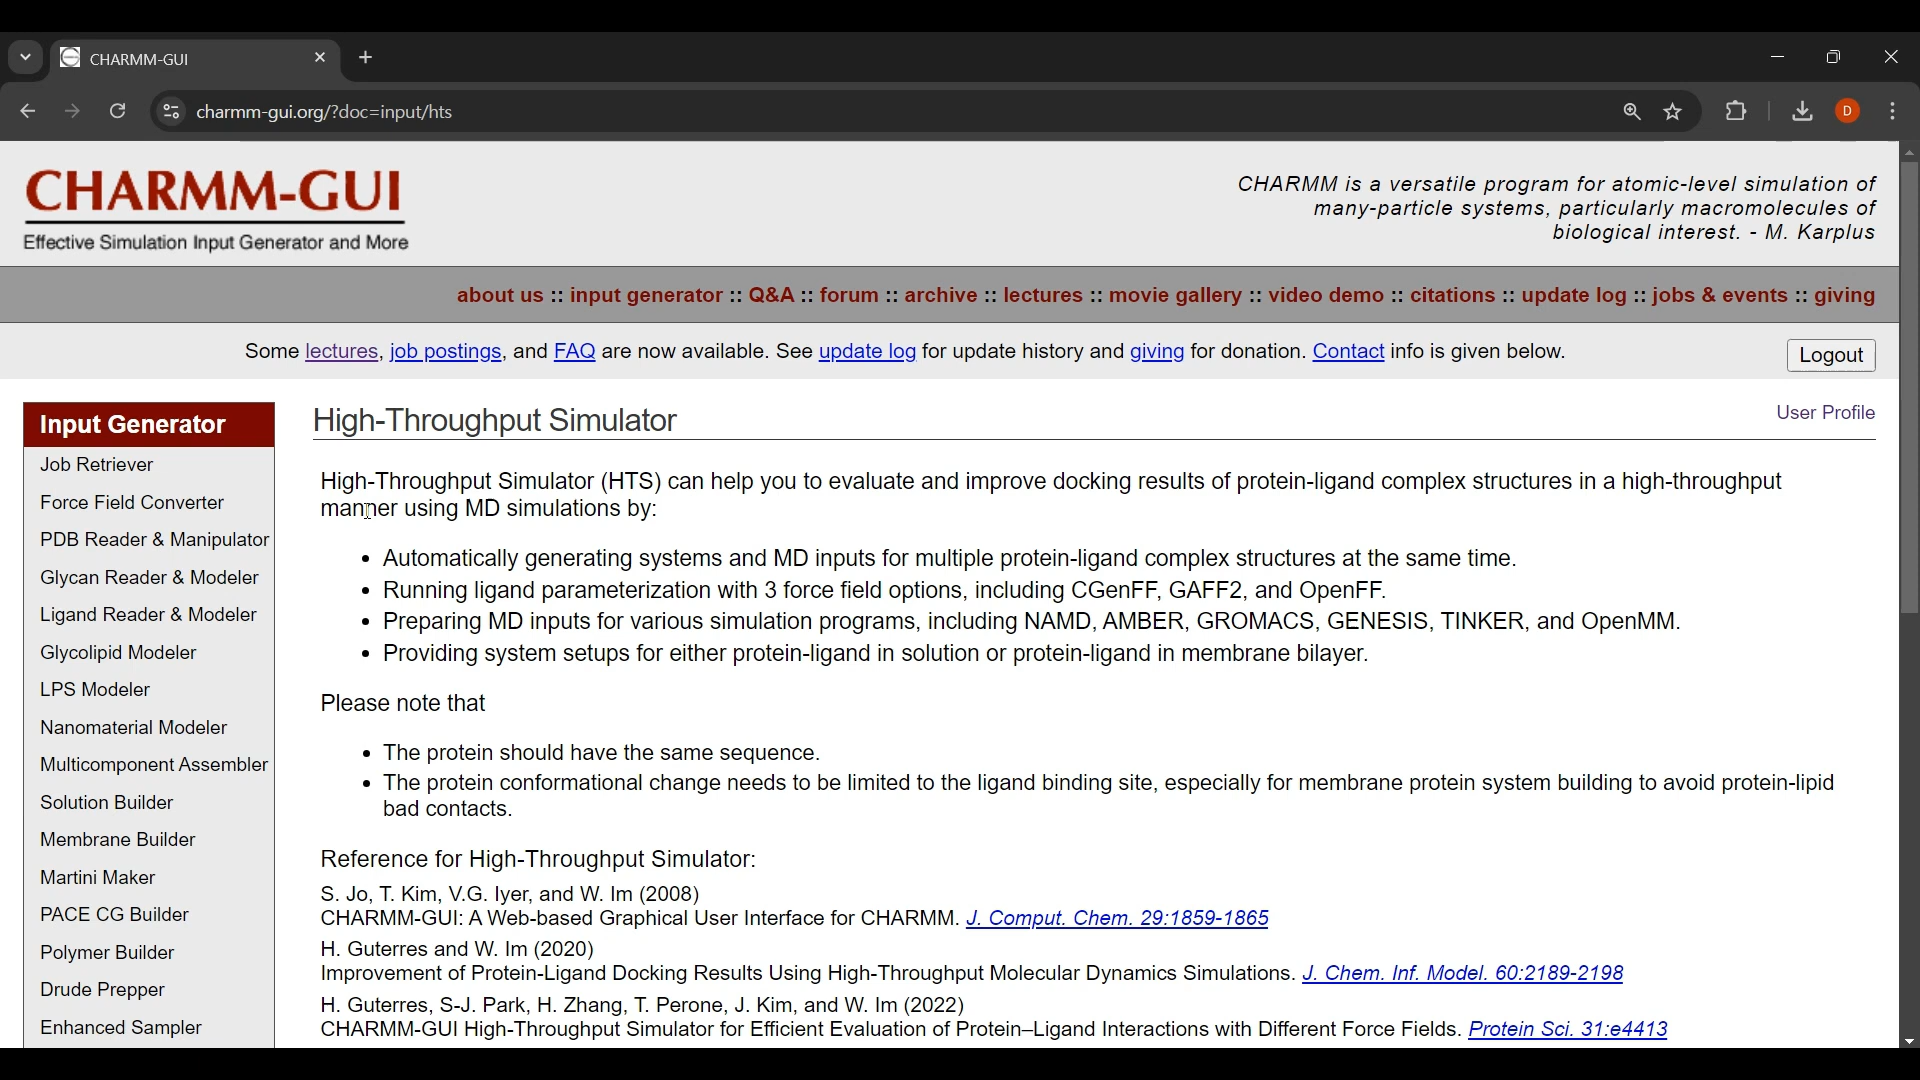 CHARMM-GUI
charmm-gui.org/?doc=input/hts
D
CHARMM-GUI
Effective Simulation Input Generator and More
CHARMM is a versatile program for atomic-level simulation of
many-particle systems, particularly macromolecules of
biological interest. - M. Karplus
about us :: input generator :: Q&A :: forum :: archive :: lectures :: movie gallery :: video demo :: citations :: update log :: jobs & events :: giving
Some lectures, job postings, and FAQ are now available. See update log for update history and giving for donation. Contact info is given below.
Logout
Input Generator
Job Retriever
Force Field Converter
PDB Reader & Manipulator
Glycan Reader & Modeler
Ligand Reader & Modeler
Glycolipid Modeler
LPS Modeler
Nanomaterial Modeler
Multicomponent Assembler
Solution Builder
Membrane Builder
Martini Maker
PACE CG Builder
Polymer Builder
Drude Prepper
Enhanced Sampler
High-Throughput Simulator
User Profile
High-Throughput Simulator (HTS) can help you to evaluate and improve docking results of protein-ligand complex structures in a high-throughput
manner using MD simulations by:
• Automatically generating systems and MD inputs for multiple protein-ligand complex structures at the same time.
• Running ligand parameterization with 3 force field options, including CGenFF, GAFF2, and OpenFF.
• Preparing MD inputs for various simulation programs, including NAMD, AMBER, GROMACS, GENESIS, TINKER, and OpenMM.
• Providing system setups for either protein-ligand in solution or protein-ligand in membrane bilayer.
Please note that
• The protein should have the same sequence.
• The protein conformational change needs to be limited to the ligand binding site, especially for membrane protein system building to avoid protein-lipid
bad contacts.
Reference for High-Throughput Simulator:
S. Jo, T. Kim, V.G. Iyer, and W. Im (2008)
CHARMM-GUI: A Web-based Graphical User Interface for CHARMM. J. Comput. Chem. 29:1859-1865
H. Guterres and W. Im (2020)
Improvement of Protein-Ligand Docking Results Using High-Throughput Molecular Dynamics Simulations. J. Chem. Inf. Model. 60:2189-2198
H. Guterres, S-J. Park, H. Zhang, T. Perone, J. Kim, and W. Im (2022)
CHARMM-GUI High-Throughput Simulator for Efficient Evaluation of Protein–Ligand Interactions with Different Force Fields. Protein Sci. 31:e4413